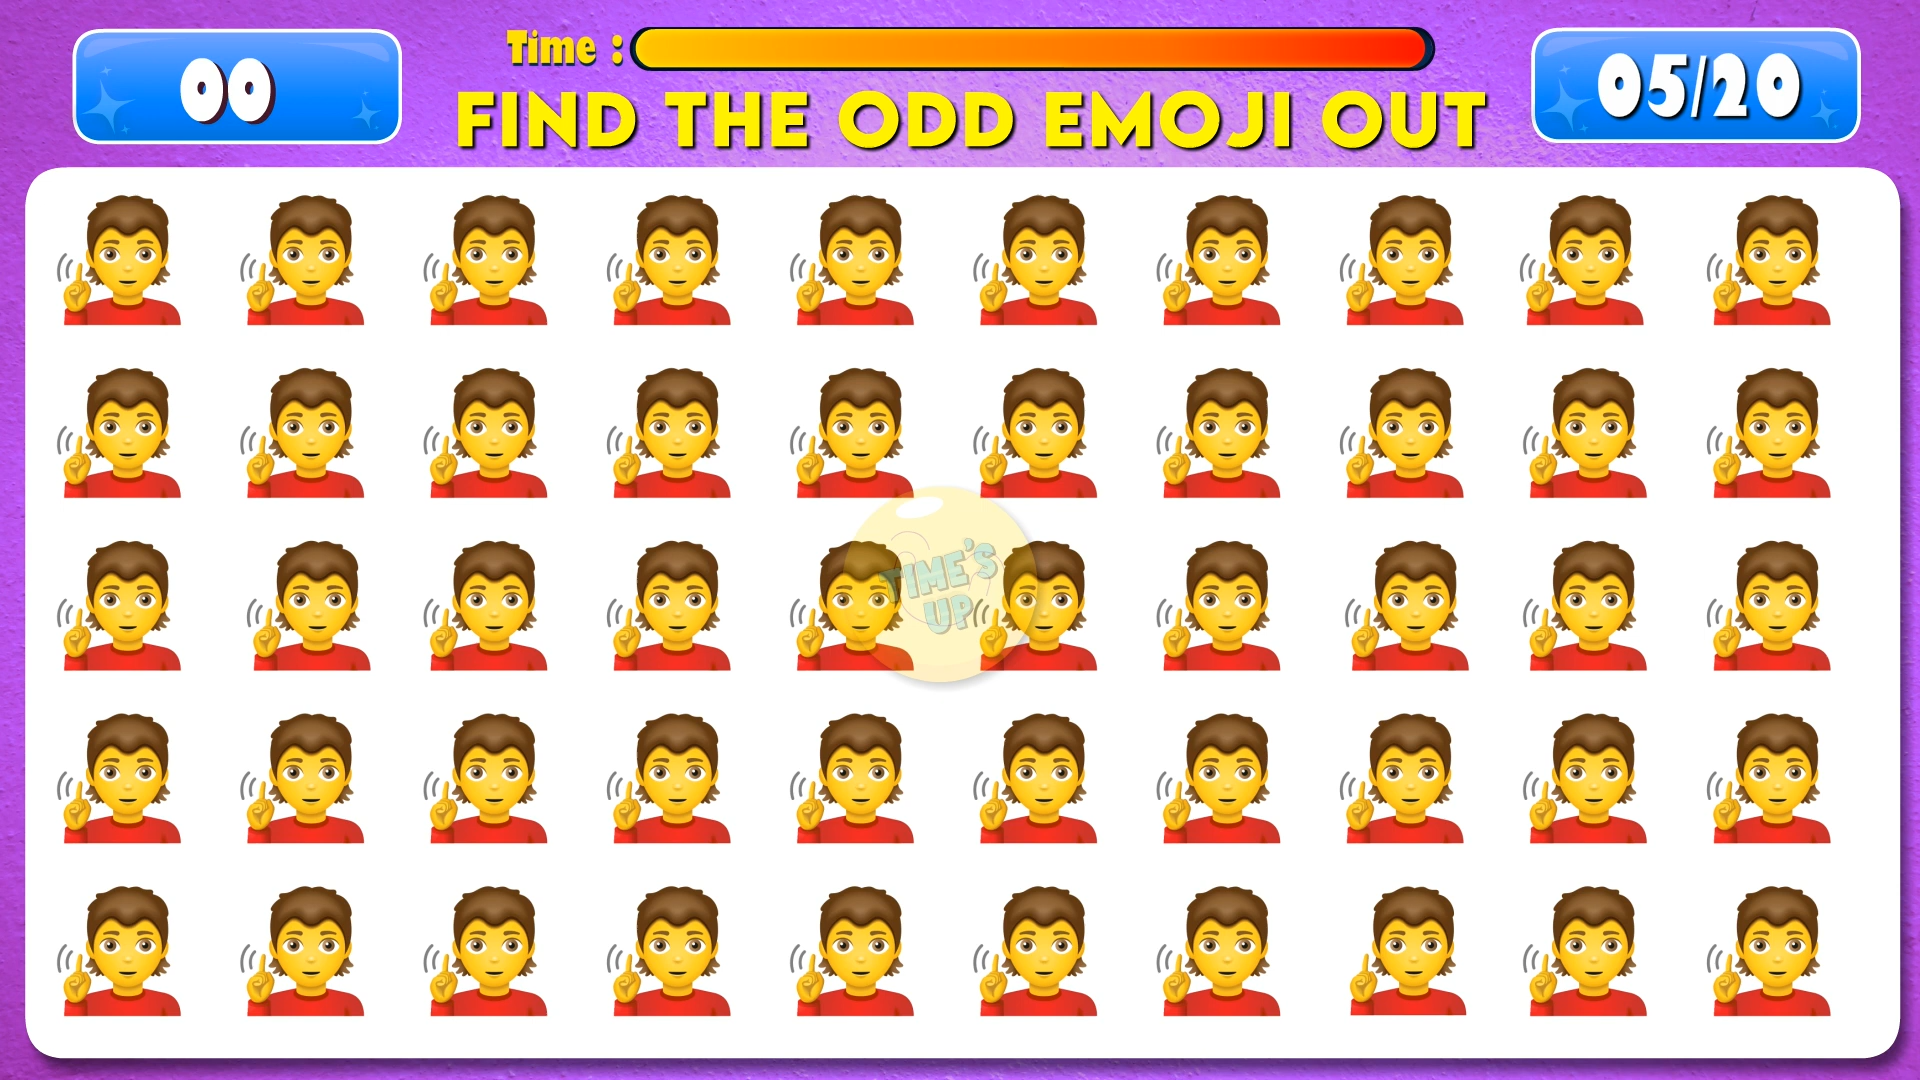 00
Time :
05/20
FIND THE ODD EMOJI OUT
TIME'S
UP